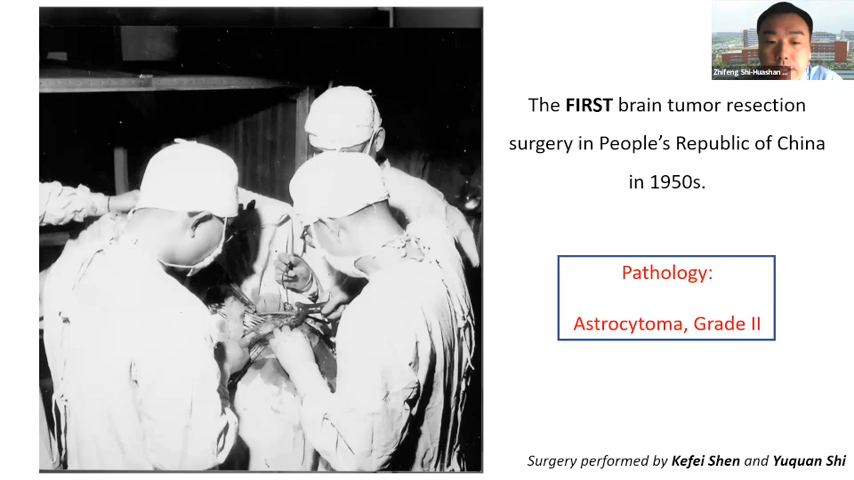 Zhifeng Shi-Huashan ...
The FIRST brain tumor resection
surgery in People's Republic of China
in 1950s.
Pathology:
Astrocytoma, Grade II
Surgery performed by Kefei Shen and Yuquan Shi